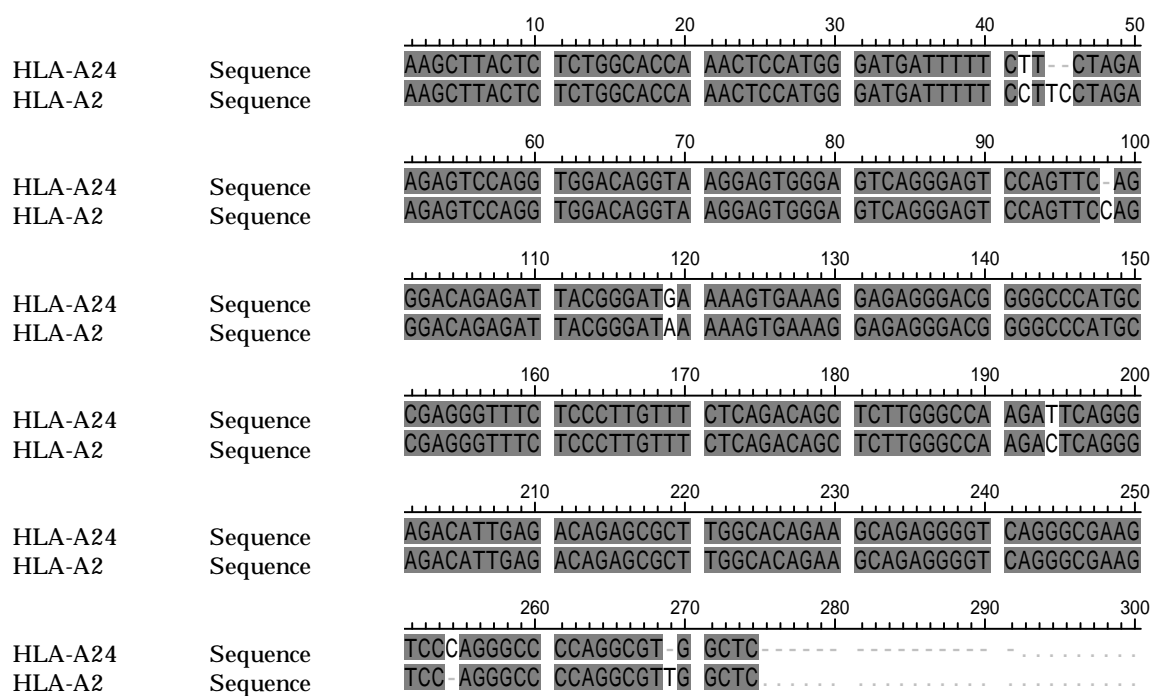 10 20 30 40 50
HLA-A24 Sequence AAGCTTACTC TCTGGCACCA AACTCCATGG GATGATTTTT CTT--CTAGA
HLA-A2 Sequence AAGCTTACTC TCTGGCACCA AACTCCATGG GATGATTTTT CCTTCCTAGA
60 70 80 90 100
HLA-A24 Sequence AGAGTCCAGG TGGACAGGTA AGGAGTGGGA GTCAGGGAGT CCAGTTC-AG
HLA-A2 Sequence AGAGTCCAGG TGGACAGGTA AGGAGTGGGA GTCAGGGAGT CCAGTTCCAG
110 120 130 140 150
HLA-A24 Sequence GGACAGAGAT TACGGGATGA AAAGTGAAAG GAGAGGGACG GGGCCCATGC
HLA-A2 Sequence GGACAGAGAT TACGGGATAA AAAGTGAAAG GAGAGGGACG GGGCCCATGC
160 170 180 190 200
HLA-A24 Sequence CGAGGGTTTC TCCCTTGTTT CTCAGACAGC TCTTGGGCCA AGATTCAGGG
HLA-A2 Sequence CGAGGGTTTC TCCCTTGTTT CTCAGACAGC TCTTGGGCCA AGACTCAGGG
210 220 230 240 250
HLA-A24 Sequence AGACATTGAG ACAGAGCGCT TGGCACAGAA GCAGAGGGGT CAGGGCGAAG
HLA-A2 Sequence AGACATTGAG ACAGAGCGCT TGGCACAGAA GCAGAGGGGT CAGGGCGAAG
260 270 280 290 300
HLA-A24 Sequence TCCCAGGGCC CCAGGCGT-G GCTC------ ---------- -.........
HLA-A2 Sequence TCC-AGGGCC CCAGGCGTTG GCTC...... .......... ..........